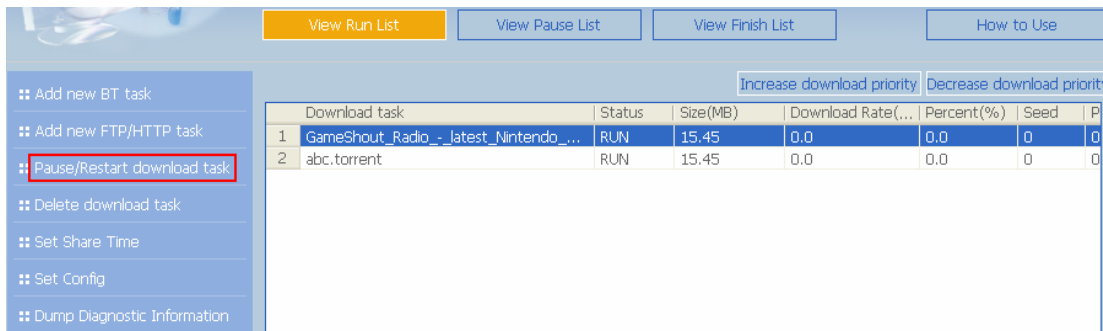 View Run List View Pause List View Finish List How to Use
Increase download priority Decrease download priorit
Add new BT task
Add new FTP/HTTP task
Pause/Restart download task
Delete download task
Set Share Time
Set Config
Dump Diagnostic Information
Download task Status Size(MB) Download Rate(... Percent(%) Seed P
1 GameShout_Radio_-_latest_Nintendo_... RUN 15.45 0.0 0.0 0 0
2 abc.torrent RUN 15.45 0.0 0.0 0 0